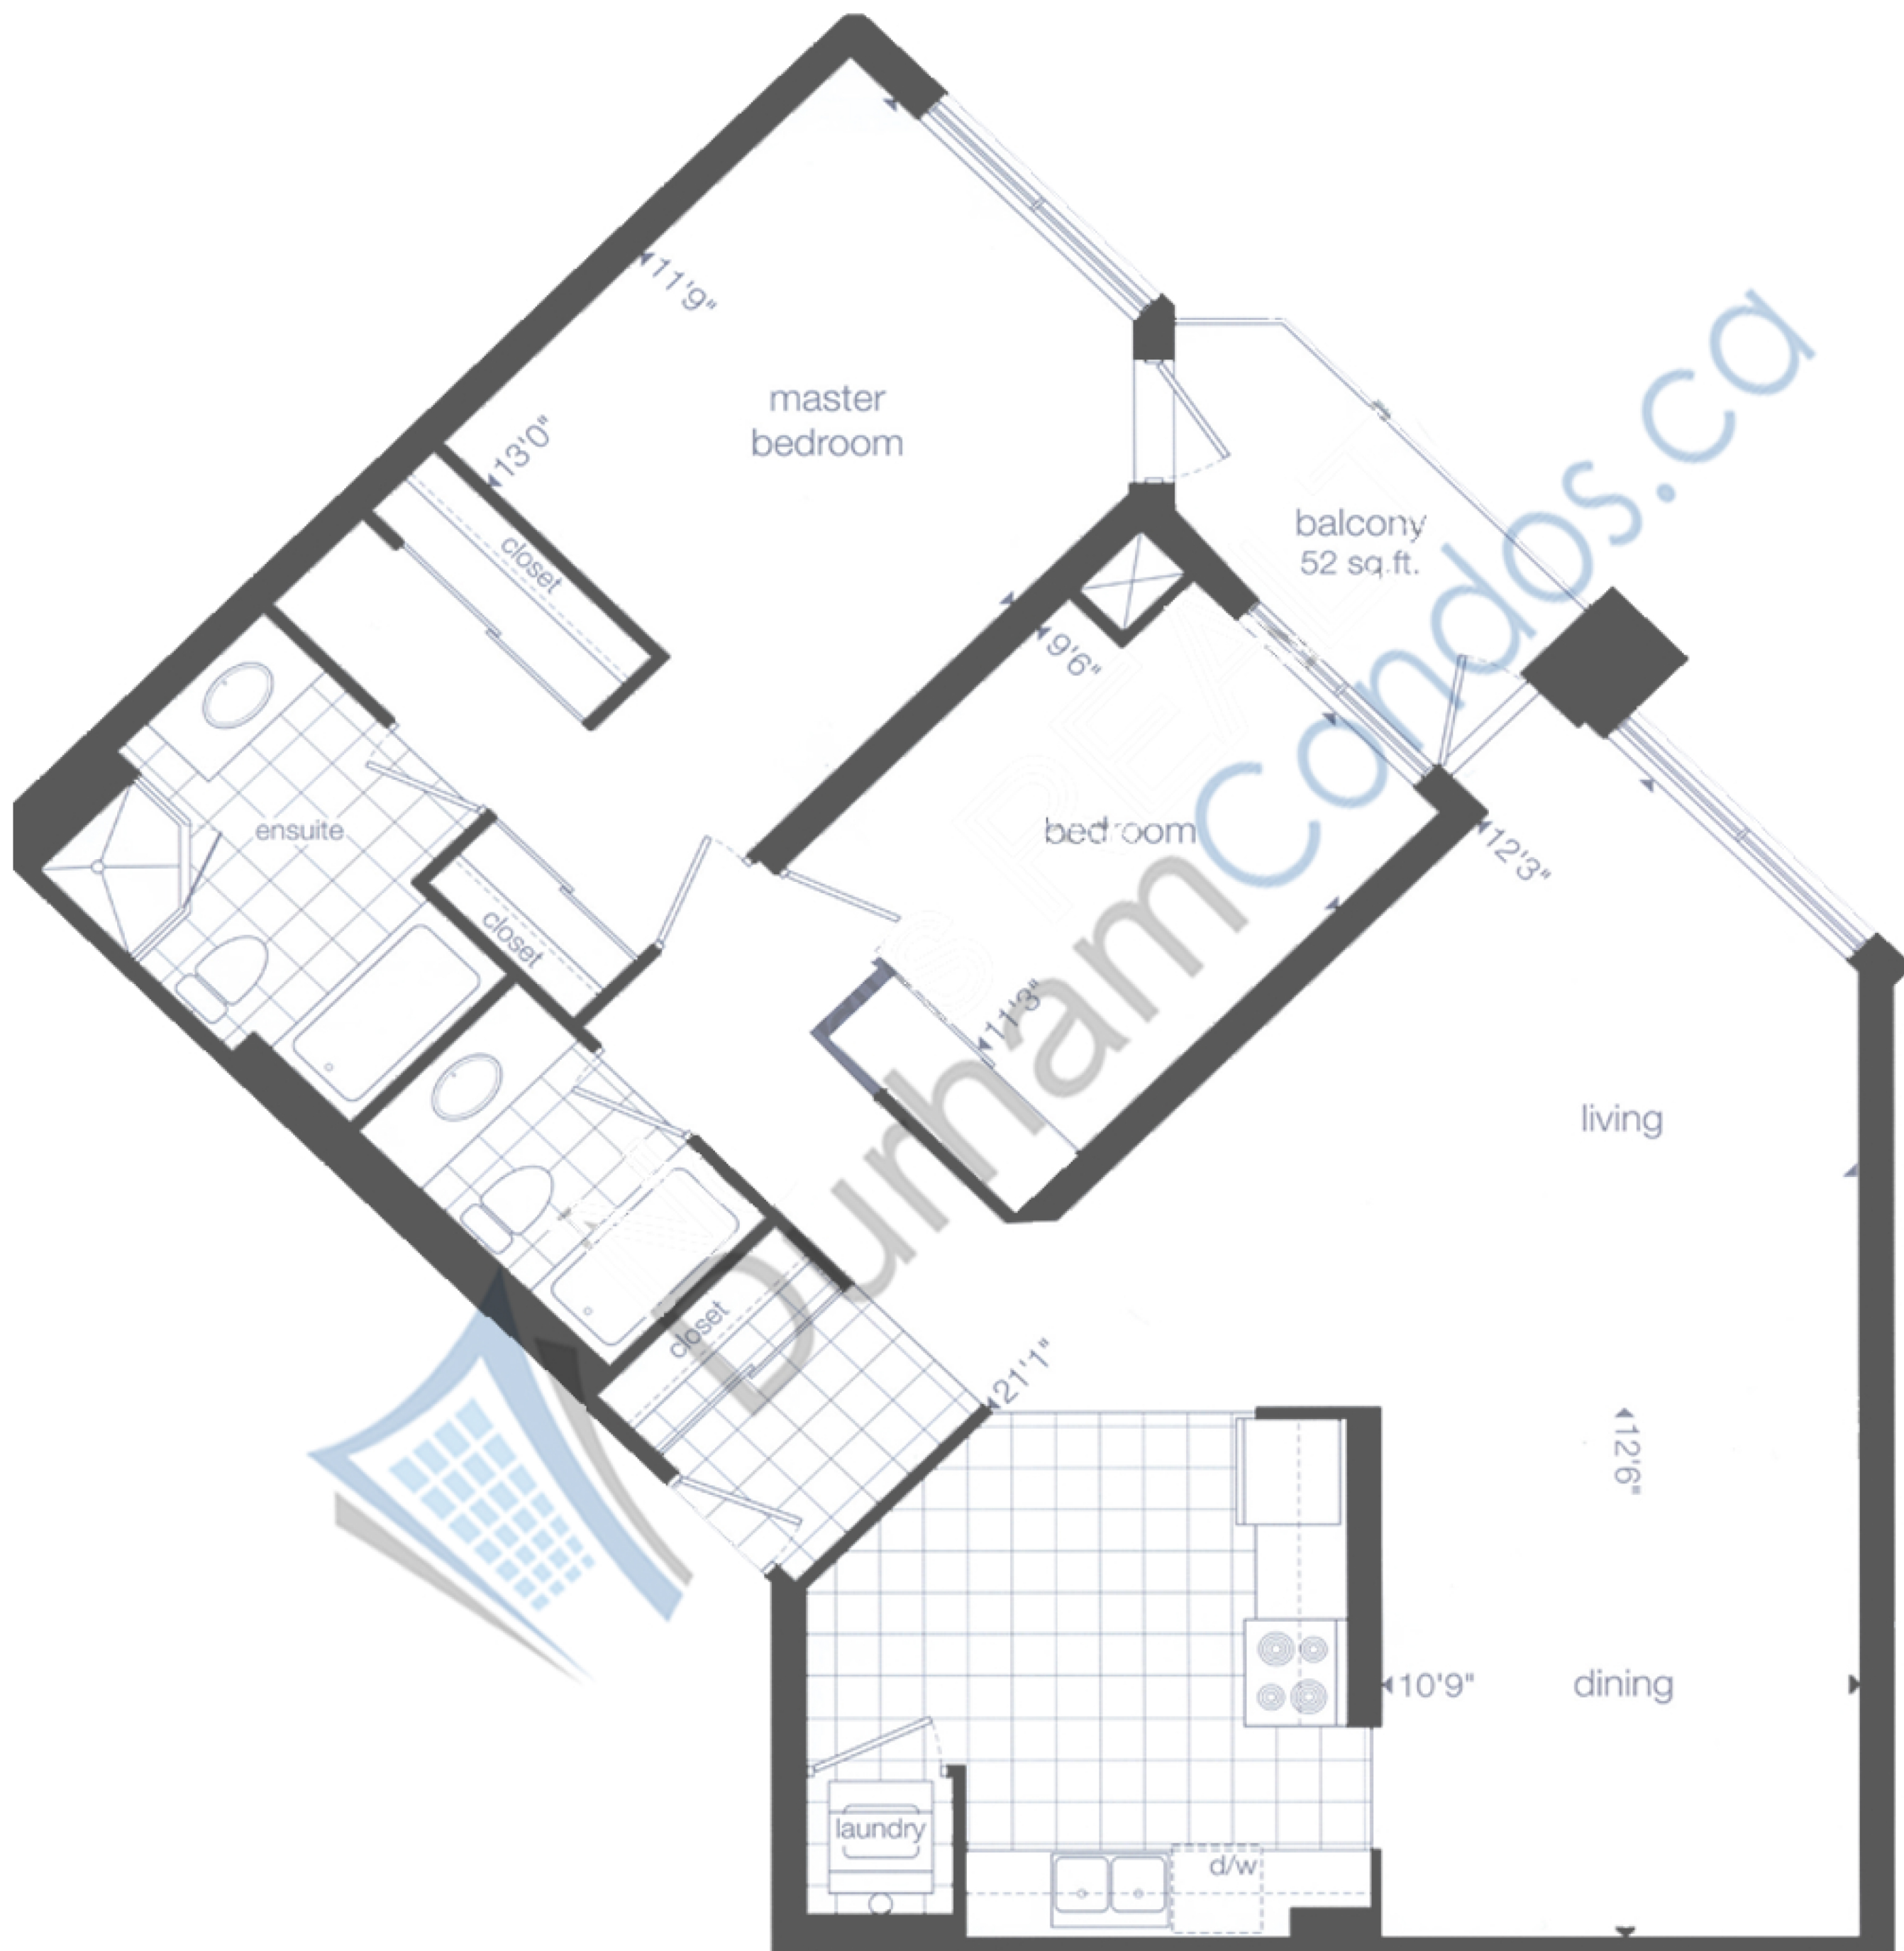 11'9"
master
bedroom
13'0"
closet
balcony
52 sq.ft.
9'6"
ensuite
bedroom
12'3"
closet
11'3"
living
closet
21'1"
12'6"
10'9"
dining
laundry
d/w
DurhamCondos.ca